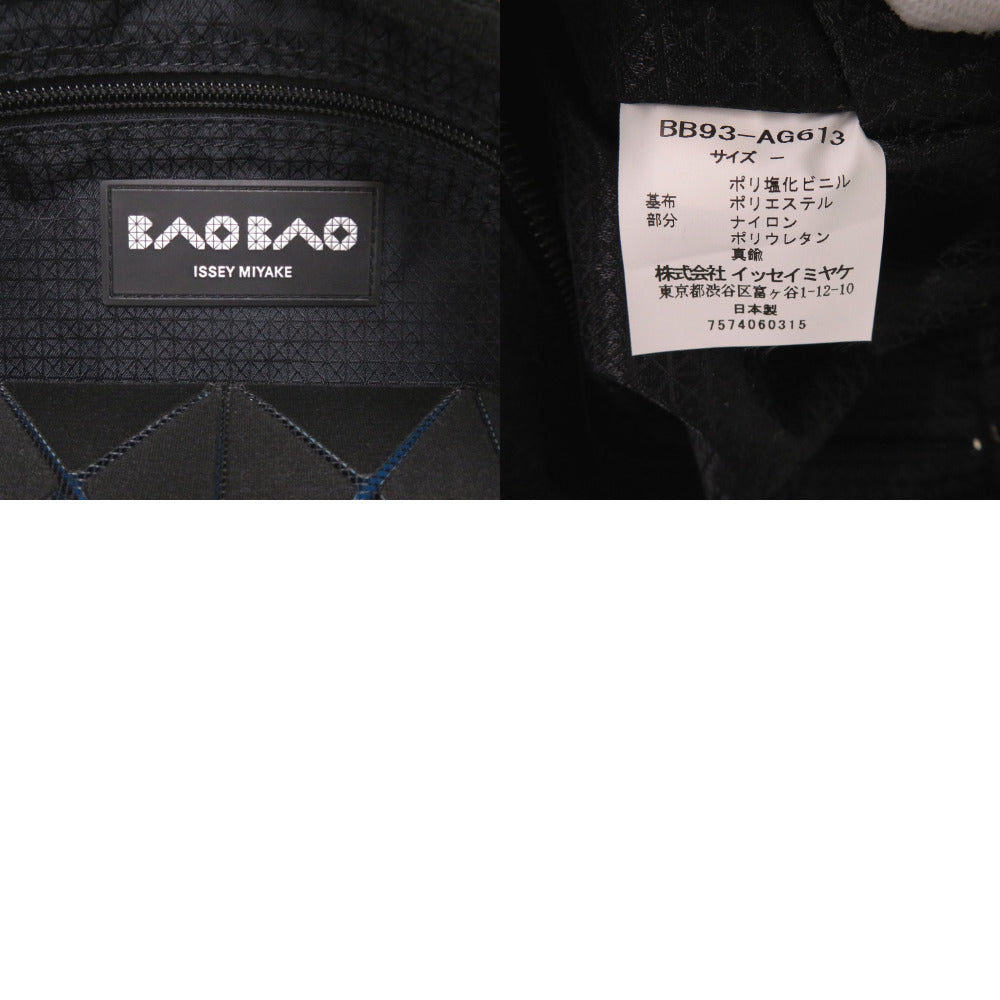 BAO BAO
ISSEY MIYAKE
BB93-AG613
サイズ ー
ポリ塩化ビニル
基布 ポリエステル
部分 ナイロン
ポリウレタン
真鍮
株式会社 イッセイミヤケ
東京都渋谷区富ヶ谷1-12-10
日本製
7574060315